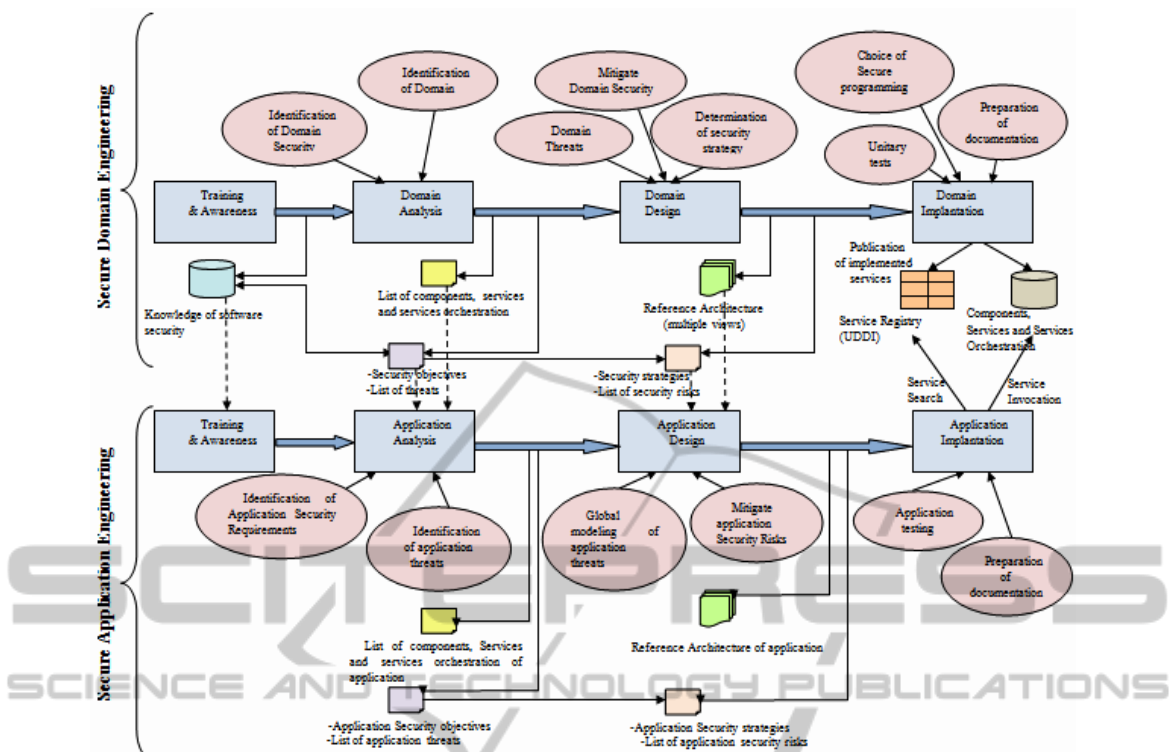 Secure Domain Engineering
Identification
of Domain
Identification
of Domain
Security
Mitigate
Domain Security
Domain
Threats
Determination
of security
strategy
Choice of
Secure
programming
Preparation
of
documentation
Unitary
tests
Training
& Awareness
Domain
Analysis
Domain
Design
Domain
Implantation
Knowledge of software
security
List of components, services
and services orchestration
Reference Architecture
(multiple views)
Publication
of implemented
services
Service Registry
(UDDI)
Components,
Services and Services
Orchestration
-Security objectives
-List of threats
-Security strategies
-List of security risks
Service
Search
Service
Invocation
Secure Application Engineering
Training
& Awareness
Application
Analysis
Application
Design
Application
Implantation
Identification of
Application Security
Requirements
Identification
of application
threats
Global
modeling of
application
threats
Mitigate
application
Security Risks
Application
testing
Preparation
of
documentation
List of components, Services
and services orchestration of
application
Reference Architecture of application
-Application Security objectives
-List of application threats
-Application Security strategies
-List of application security risks
SCITEPRESS
SCIENCE AND TECHNOLOGY PUBLICATIONS